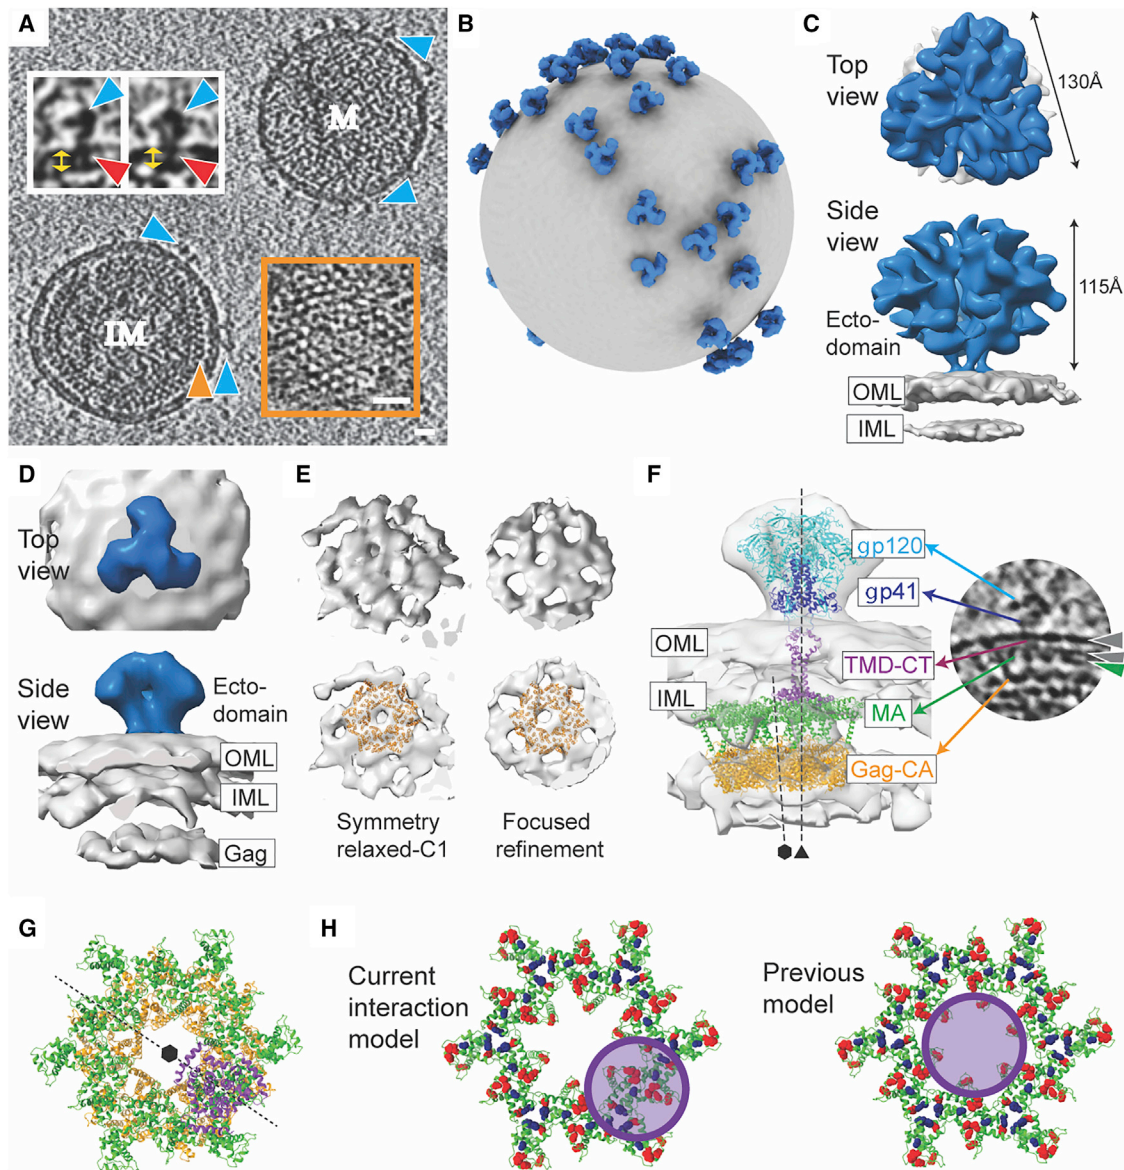 A
M
IM
B
C
Top
view
130Å
Side
view
115Å
Ecto-
domain
OML
IML
D
Top
view
Side
view
Ecto-
domain
OML
IML
Gag
E
Symmetry
relaxed-C1
Focused
refinement
F
gp120
gp41
OML
TMD-CT
IML
MA
Gag-CA
G
H
Current
interaction
model
Previous
model